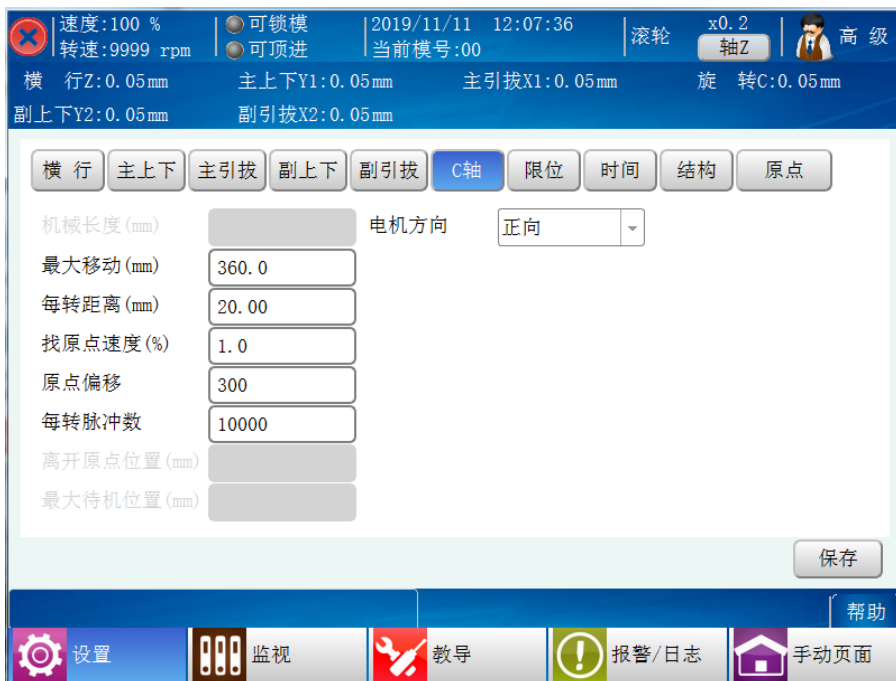 速度:100 % 可锁模 2019/11/11 12:07:36 滚轮 x0.2 高 级
转速:9999 rpm 可顶进 当前模号:00 轴Z
横 行Z:0.05mm 主上下Y1:0.05mm 主引拔X1:0.05mm 旋 转C:0.05mm
副上下Y2:0.05mm 副引拔X2:0.05mm
横 行 主上下 主引拔 副上下 副引拔 C轴 限位 时间 结构 原点
机械长度(mm) 电机方向 正向
最大移动(mm) 360.0
每转距离(mm) 20.00
找原点速度(%) 1.0
原点偏移 300
每转脉冲数 10000
离开原点位置(mm)
最大待机位置(mm)
保存
帮助
设置 监视 教导 报警/日志 手动页面